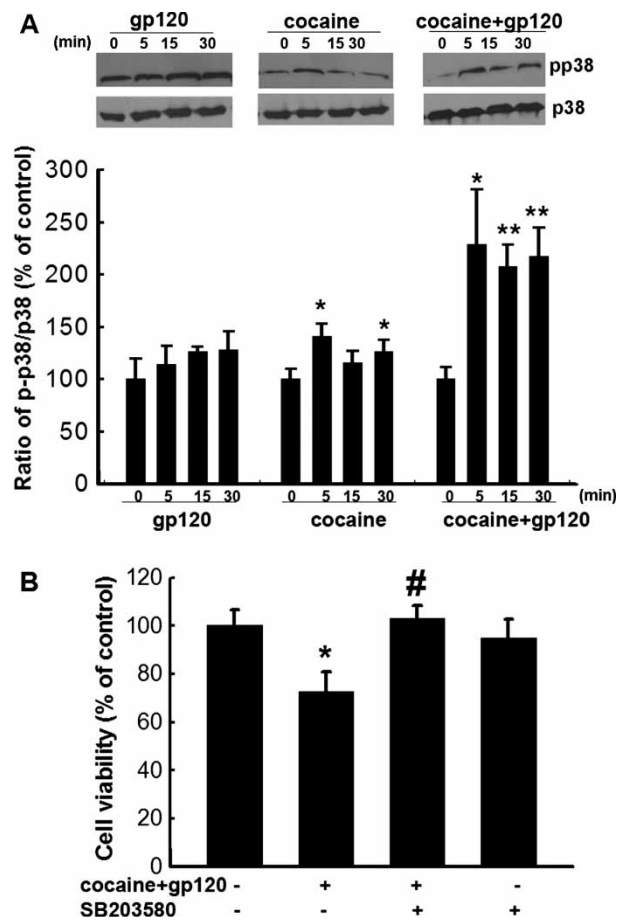 A
gp120 cocaine cocaine+gp120
(min) 0 5 15 30 0 5 15 30 0 5 15 30
pp38
p38
Ratio of p-p38/p38 (% of control)
300
250
200
150
100
50
0
* * * ** **
0 5 15 30 0 5 15 30 0 5 15 30 (min)
gp120 cocaine cocaine+gp120
B
Cell viability (% of control)
120
100
80
60
40
20
0
* #
cocaine+gp120 - + + -
SB203580 - - + +